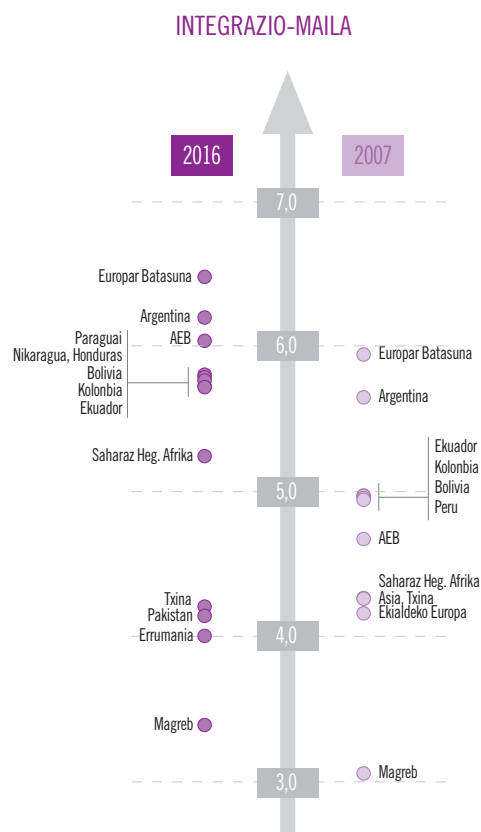 INTEGRAZIO-MAILA
2016
2007
7,0
Europar Batasuna
Argentina
AEB
6,0
Paraguai
Nikaragua, Honduras
Bolivia
Kolonbia
Ekuador
Europar Batasuna
Argentina
Saharaz Heg. Afrika
Ekuador
Kolonbia
Bolivia
Peru
5,0
AEB
Txina
Pakistan
Errumania
Saharaz Heg. Afrika
Asia, Txina
Ekialdeko Europa
4,0
Magreb
Magreb
3,0